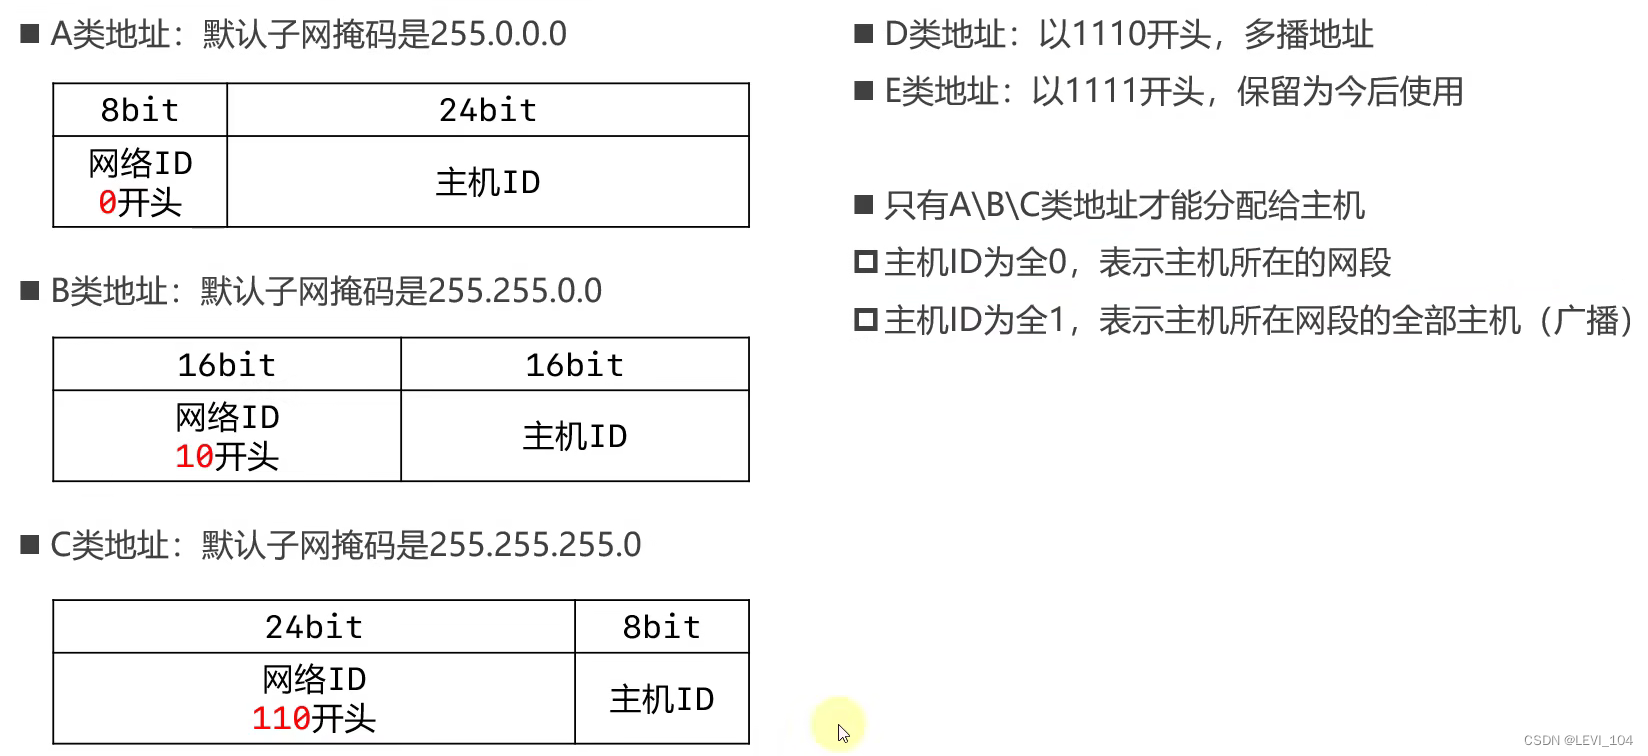 ■ A类地址：默认子网掩码是255.0.0.0
8bit 24bit
网络ID
0开头
主机ID
■ B类地址：默认子网掩码是255.255.0.0
16bit 16bit
网络ID
10开头
主机ID
■ C类地址：默认子网掩码是255.255.255.0
24bit 8bit
网络ID
110开头
主机ID
■ D类地址：以1110开头，多播地址
■ E类地址：以1111开头，保留为今后使用
■ 只有A\B\C类地址才能分配给主机
主机ID为全0，表示主机所在的网段
主机ID为全1，表示主机所在网段的全部主机（广播）
CSDN @LEVI_104